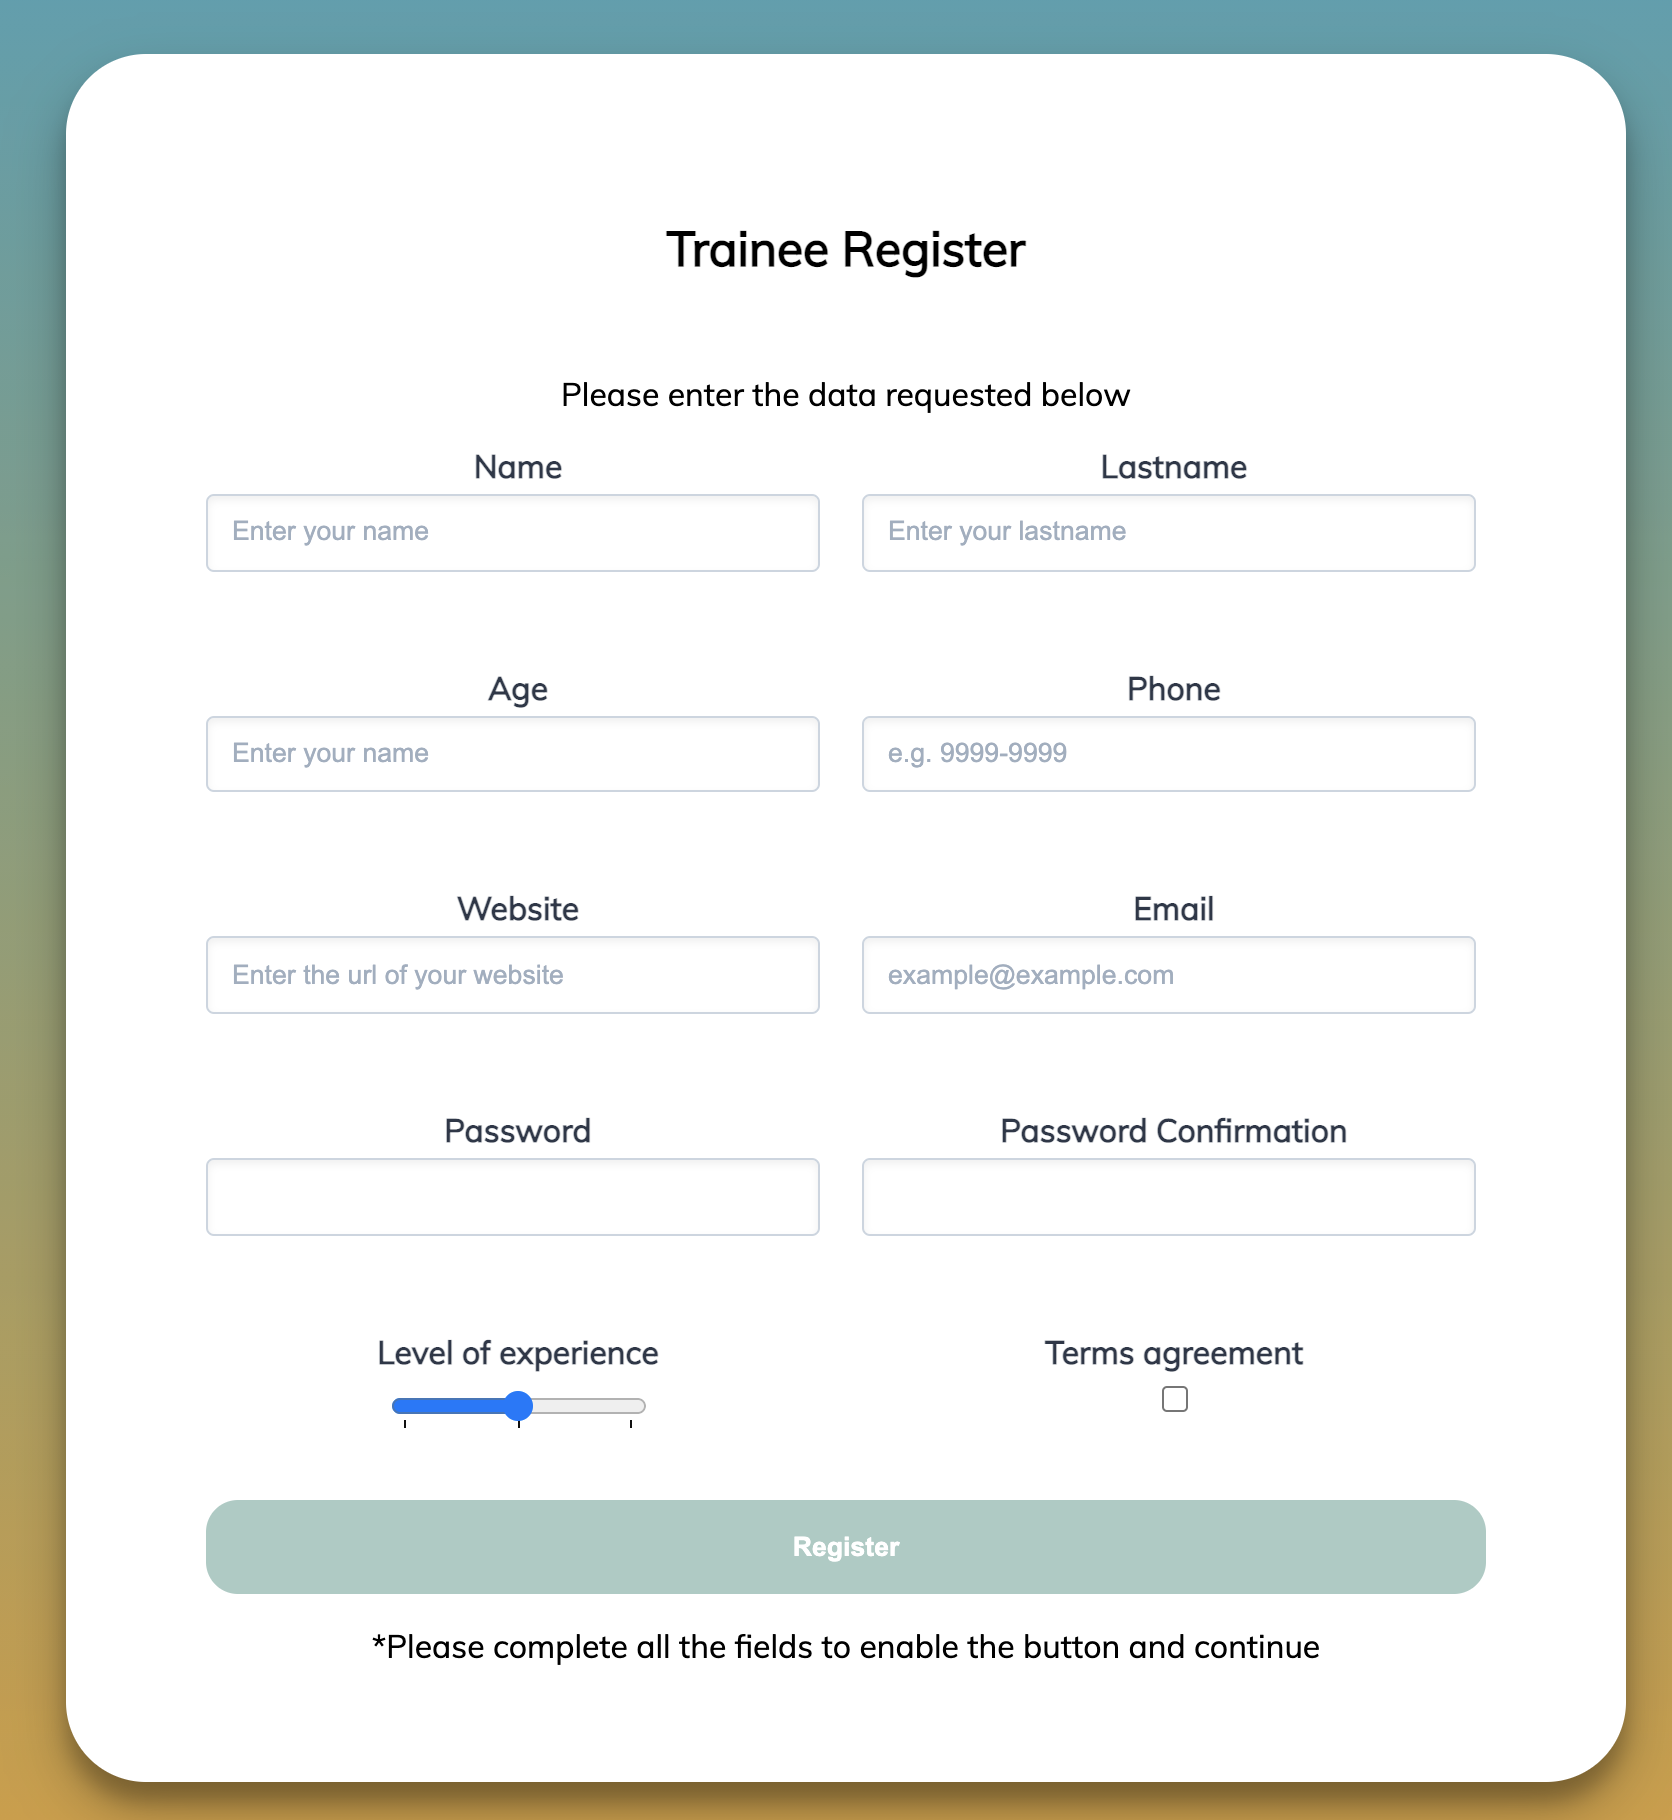 Trainee Register
Please enter the data requested below
Name
Lastname
Enter your name
Enter your lastname
Age
Phone
Enter your name
e.g. 9999-9999
Website
Email
Enter the url of your website
example@example.com
Password
Password Confirmation
Level of experience
Terms agreement
Register
*Please complete all the fields to enable the button and continue